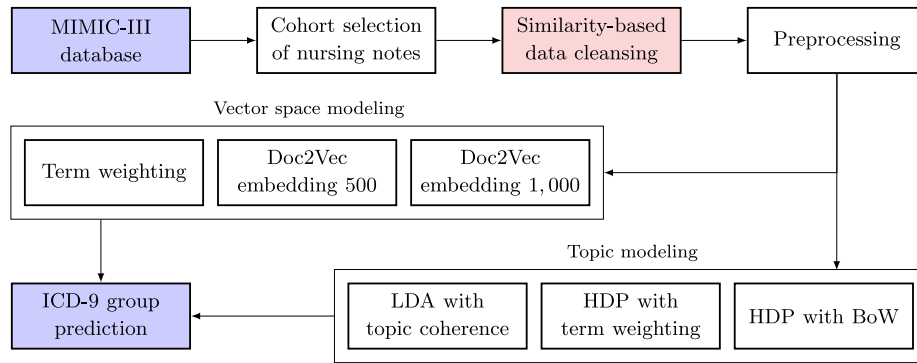 MIMIC-III
database
Cohort selection
of nursing notes
Similarity-based
data cleansing
Preprocessing
Vector space modeling
Term weighting
Doc2Vec
embedding 500
Doc2Vec
embedding 1,000
Topic modeling
ICD-9 group
prediction
LDA with
topic coherence
HDP with
term weighting
HDP with BoW